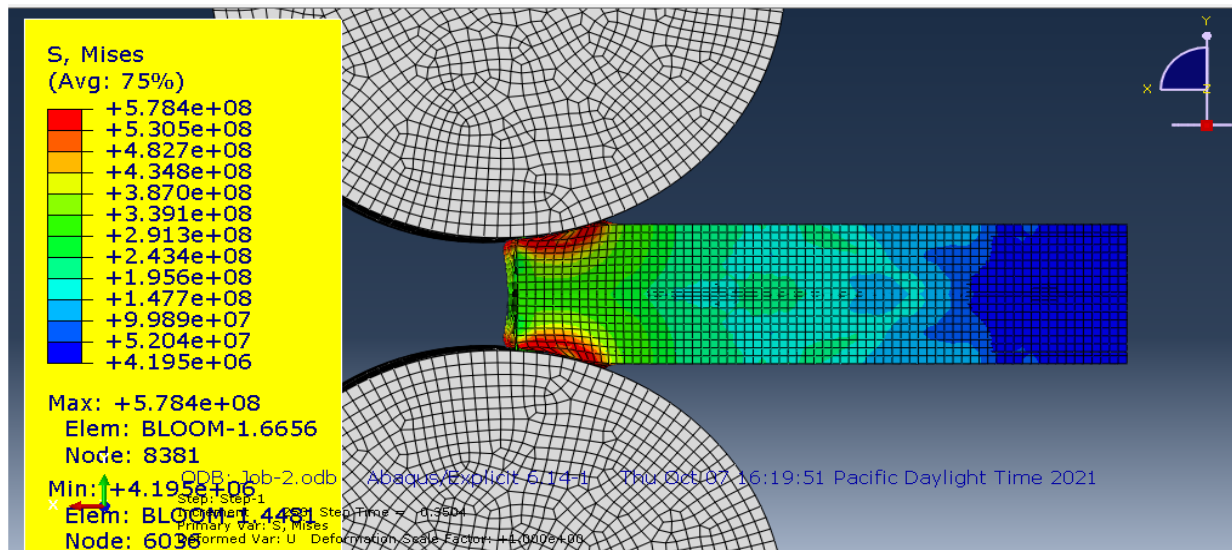 S, Mises
(Avg: 75%)
+5.784e+08
+5.305e+08
+4.827e+08
+4.348e+08
+3.870e+08
+3.391e+08
+2.913e+08
+2.434e+08
+1.956e+08
+1.477e+08
+9.989e+07
+5.204e+07
+4.195e+06
Max: +5.784e+08
Elem: BLOOM-1.6656
Node: 8381
Min: +4.195e+06
Elem: BLOOM-1.4481
Node: 6036
Y
X
Z
X
ODB: Job-2.odb Abaqus/Explicit 6.14-1 Thu Oct 07 16:19:51 Pacific Daylight Time 2021
Step: Step-1
Increment Step Time = 0.3504
Primary Var: S, Mises
Deformed Var: U Deformation Scale Factor: +1.000e+00